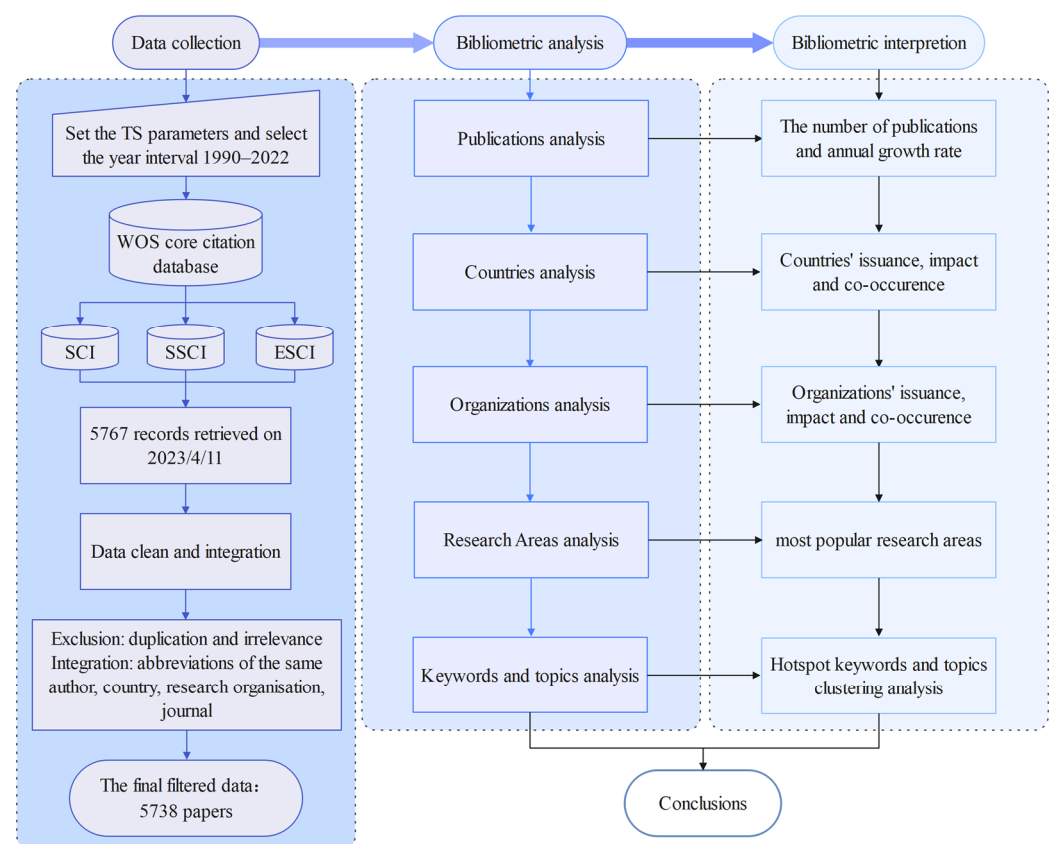 Data collection
Bibliometric analysis
Bibliometric interpretion
Set the TS parameters and select
the year interval 1990–2022
WOS core citation
database
SCI
SSCI
ESCI
5767 records retrieved on
2023/4/11
Data clean and integration
Exclusion: duplication and irrelevance
Integration: abbreviations of the same
author, country, research organisation,
journal
The final filtered data：
5738 papers
Publications analysis
Countries analysis
Organizations analysis
Research Areas analysis
Keywords and topics analysis
The number of publications
and annual growth rate
Countries' issuance, impact
and co-occurence
Organizations' issuance,
impact and co-occurence
most popular research areas
Hotspot keywords and topics
clustering analysis
Conclusions